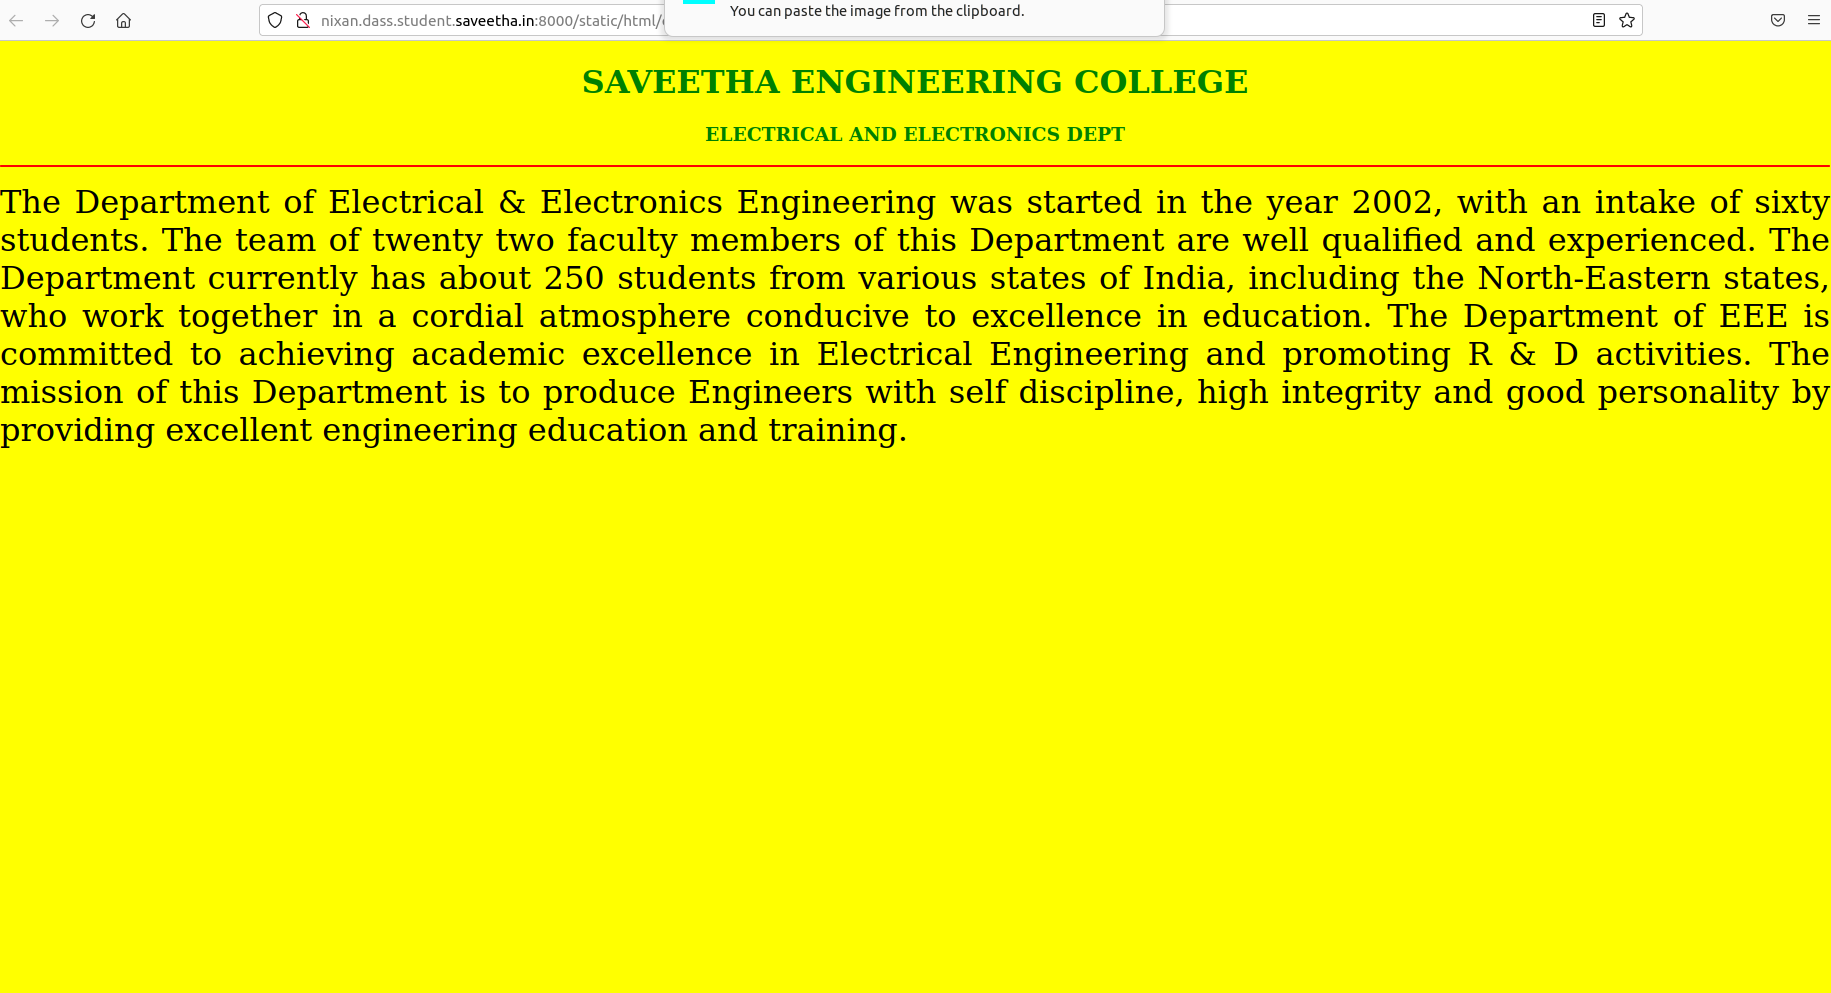 You can paste the image from the clipboard.
nixan.dass.student.saveetha.in:8000/static/html/
SAVEETHA ENGINEERING COLLEGE
ELECTRICAL AND ELECTRONICS DEPT
The Department of Electrical & Electronics Engineering was started in the year 2002, with an intake of sixty
students. The team of twenty two faculty members of this Department are well qualified and experienced. The
Department currently has about 250 students from various states of India, including the North-Eastern states,
who work together in a cordial atmosphere conducive to excellence in education. The Department of EEE is
committed to achieving academic excellence in Electrical Engineering and promoting R & D activities. The
mission of this Department is to produce Engineers with self discipline, high integrity and good personality by
providing excellent engineering education and training.